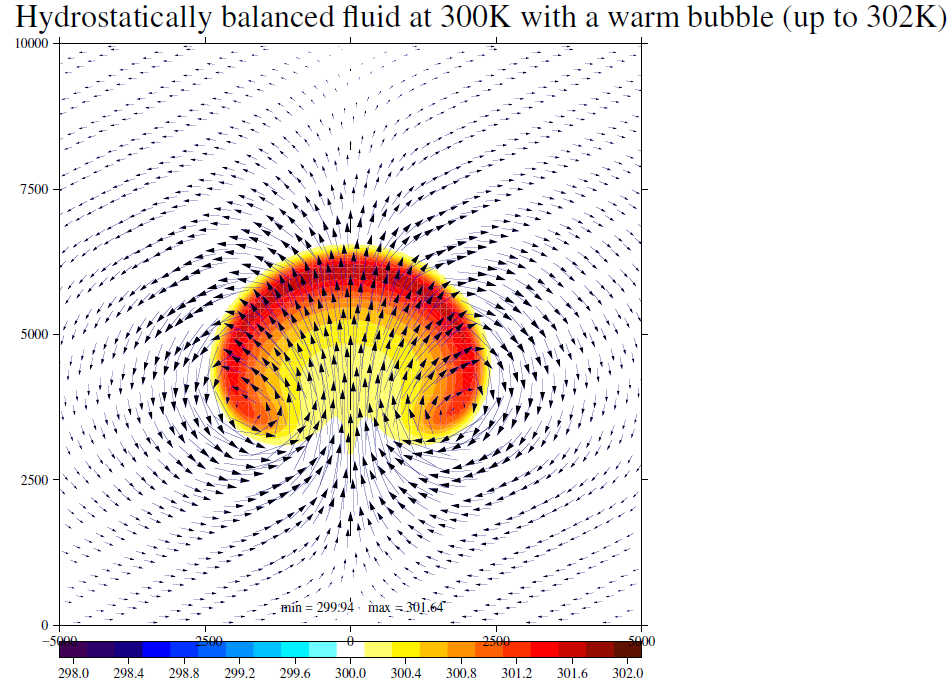 Hydrostatically balanced fluid at 300K with a warm bubble (up to 302K)
10000
7500
5000
2500
0
min = 299.94 max = 301.64
−5000 −2500 0 2500 5000
298.0 298.4 298.8 299.2 299.6 300.0 300.4 300.8 301.2 301.6 302.0